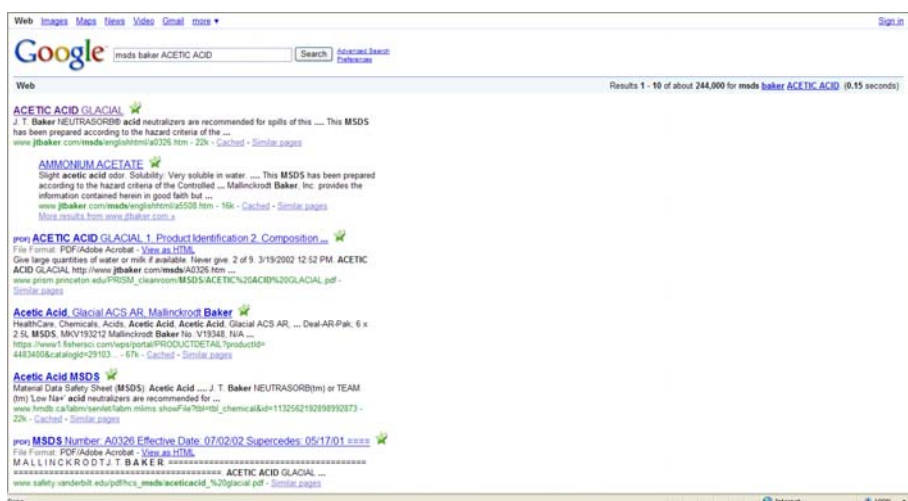 Web Images Maps News Video Gmail more ▼ Sign in
Google msds baker ACETIC ACID Search Advanced Search
Preferences
Web Results 1 - 10 of about 244,000 for msds baker ACETIC ACID. (0.15 seconds)
ACETIC ACID GLACIAL
J. T. Baker NEUTRASORB® acid neutralizers are recommended for spills of this .... This MSDS
has been prepared according to the hazard criteria of the ...
www.jtbaker.com/msds/englishhtml/a0326.htm - 22k - Cached - Similar pages
AMMONIUM ACETATE
Slight acetic acid odor. Solubility: Very soluble in water. .... This MSDS has been prepared
according to the hazard criteria of the Controlled ... Mallinckrodt Baker, Inc. provides the
information contained herein in good faith but ...
www.jtbaker.com/msds/englishhtml/a5508.htm - 16k - Cached - Similar pages
More results from www.jtbaker.com »
[PDF] ACETIC ACID GLACIAL 1. Product Identification 2. Composition ...
File Format: PDF/Adobe Acrobat - View as HTML
Give large quantities of water or milk if available. Never give. 2 of 9. 3/19/2002 12:52 PM. ACETIC
ACID GLACIAL http://www.jtbaker.com/msds/A0326.htm ...
www.prism.princeton.edu/PRISM_cleanroom/MSDS/ACETIC%20ACID%20GLACIAL.pdf -
Similar pages
Acetic Acid, Glacial ACS AR, Mallinckrodt Baker
HealthCare, Chemicals, Acids, Acetic Acid, Acetic Acid, Glacial ACS AR, ... Deal-AR-Pak; 6 x
2.5L MSDS, MKV193212 Mallinckrodt Baker No. V19348, N/A ...
https://www1.fishersci.com/wps/portal/PRODUCTDETAIL?productId=
4483400&catalogId=29103... - 67k - Cached - Similar pages
Acetic Acid MSDS
Material Data Safety Sheet (MSDS): Acetic Acid .... J. T. Baker NEUTRASORB(tm) or TEAM
(tm) 'Low Na+' acid neutralizers are recommended for ...
www.hmdb.ca/labm/servlet/labm.mlims.showFile?tbl=tbl_chemical&id=1132562192898992873 -
22k - Cached - Similar pages
[PDF] MSDS Number: A0326 Effective Date: 07/02/02 Supercedes: 05/17/01 ====
File Format: PDF/Adobe Acrobat - View as HTML
M A L L I N C K R O D T J. T. B A K E R. ======================================
========================================. ACETIC ACID GLACIAL ...
www.safety.vanderbilt.edu/pdf/hcs_msds/aceticacid_%20glacial.pdf - Similar pages